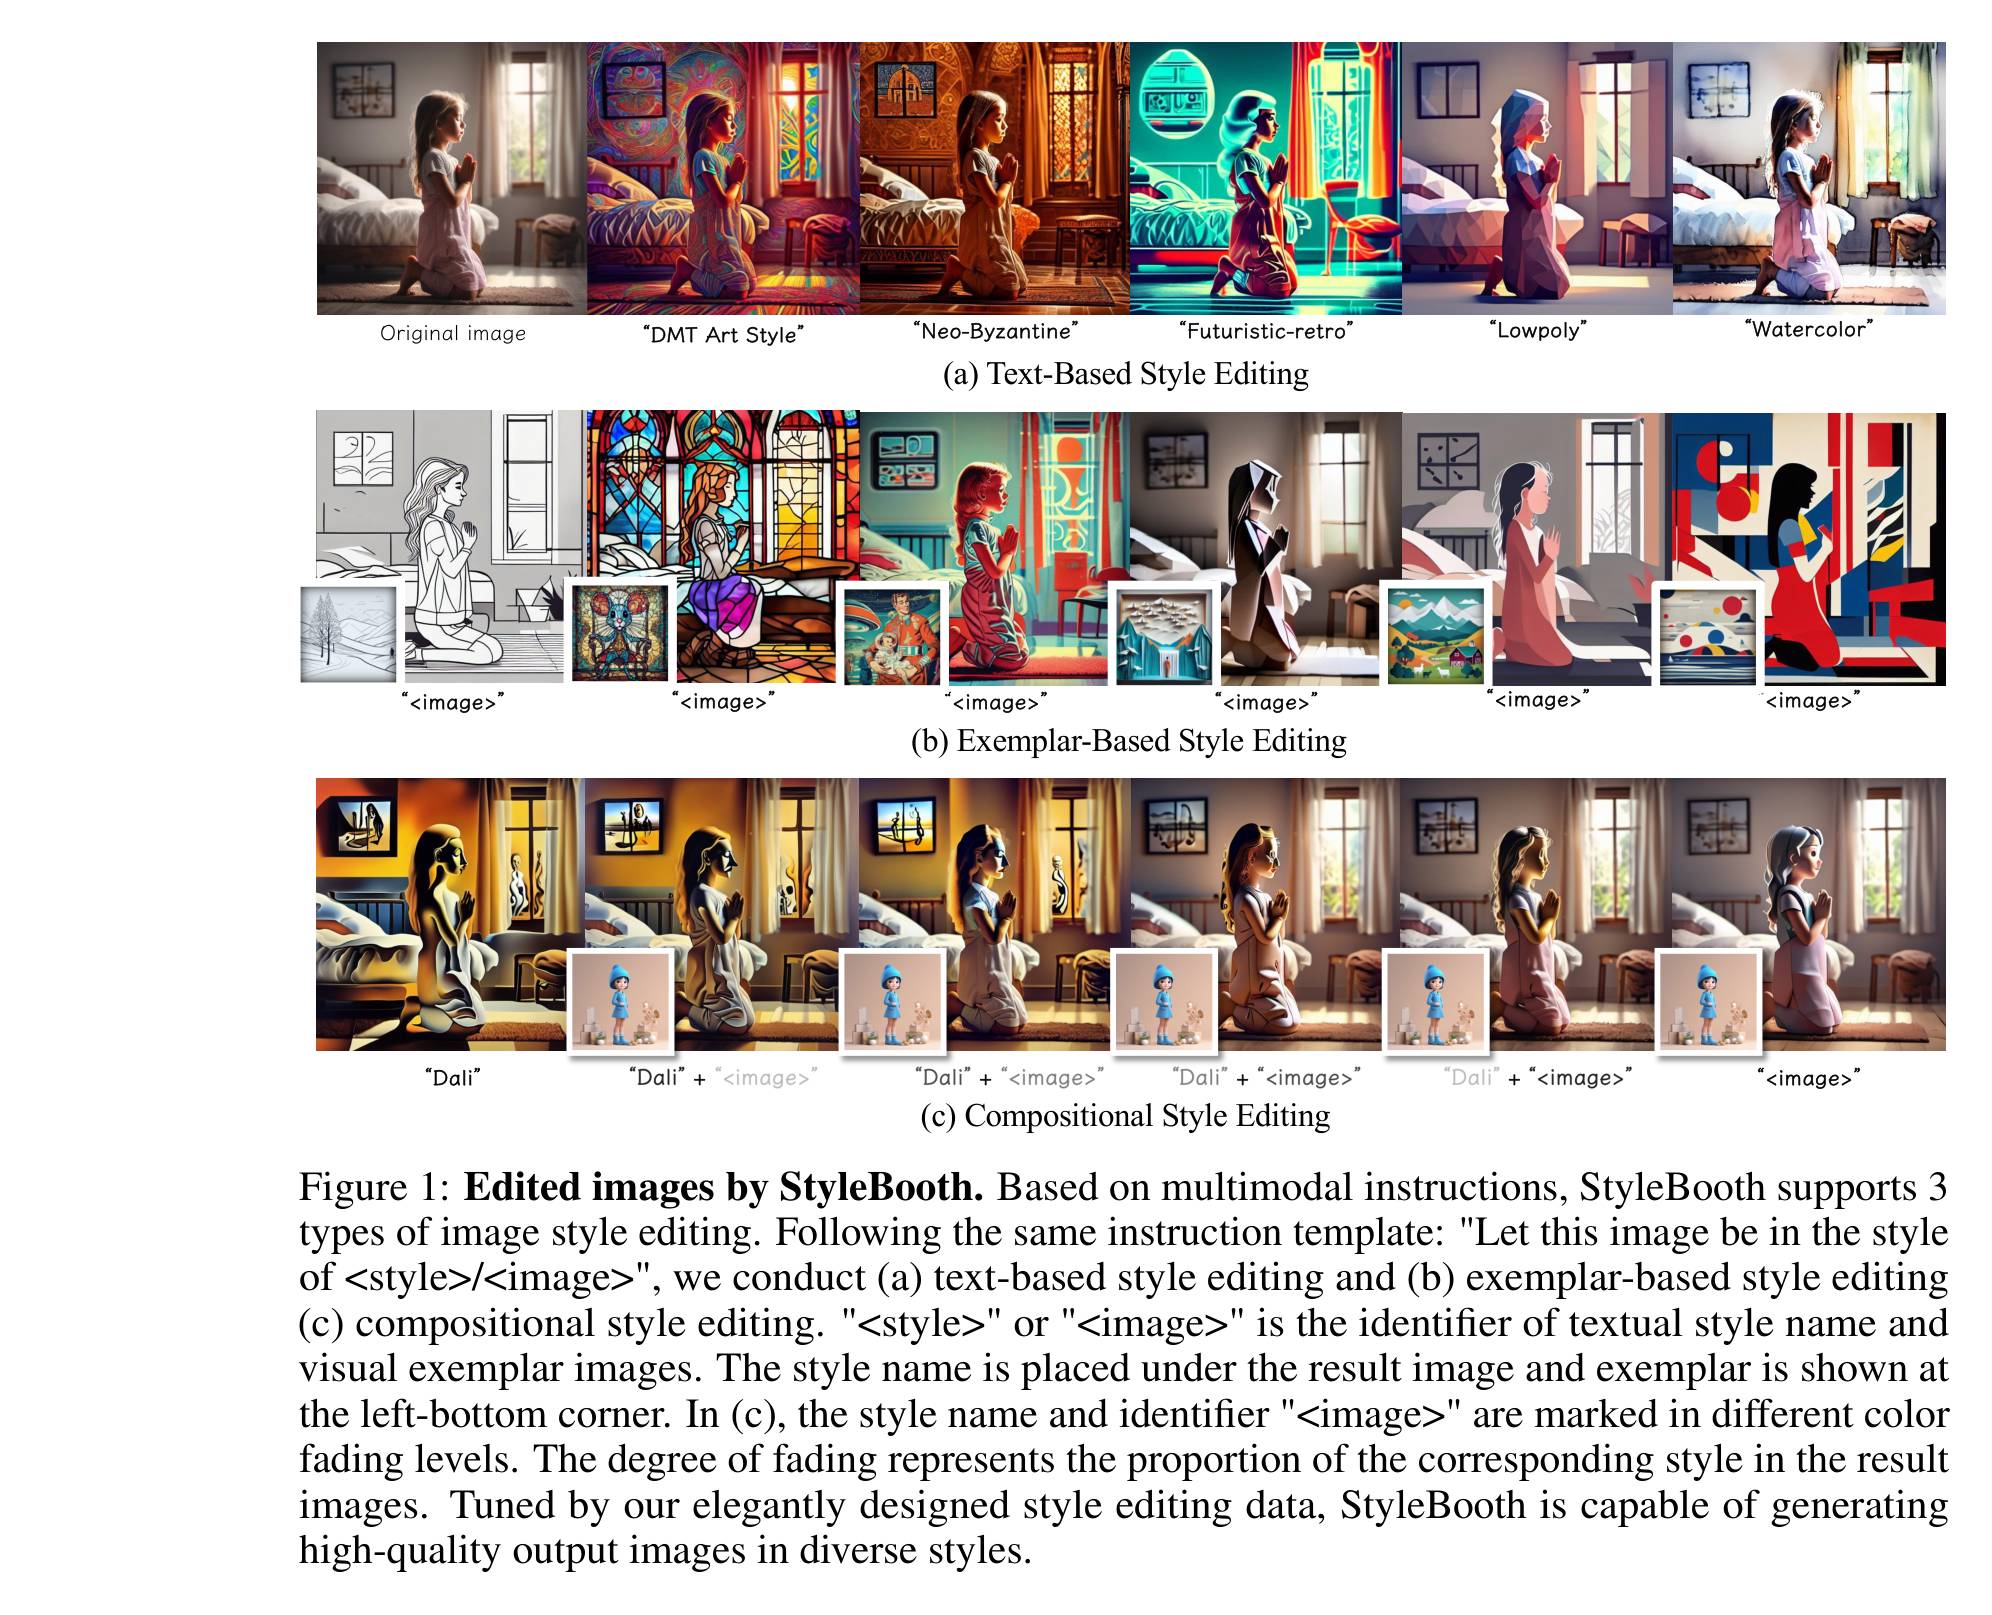 Original image
“DMT Art Style”
“Neo-Byzantine”
“Futuristic-retro”
“Lowpoly”
“Watercolor”
(a) Text-Based Style Editing
“<image>”
“<image>”
“<image>”
“<image>”
“<image>”
“<image>”
(b) Exemplar-Based Style Editing
“Dali”
“Dali” + “<image>”
“Dali” + “<image>”
“Dali” + “<image>”
“Dali” + “<image>”
“<image>”
(c) Compositional Style Editing
Figure 1: Edited images by StyleBooth. Based on multimodal instructions, StyleBooth supports 3
types of image style editing. Following the same instruction template: "Let this image be in the style
of <style>/<image>", we conduct (a) text-based style editing and (b) exemplar-based style editing
(c) compositional style editing. "<style>" or "<image>" is the identifier of textual style name and
visual exemplar images. The style name is placed under the result image and exemplar is shown at
the left-bottom corner. In (c), the style name and identifier "<image>" are marked in different color
fading levels. The degree of fading represents the proportion of the corresponding style in the result
images. Tuned by our elegantly designed style editing data, StyleBooth is capable of generating
high-quality output images in diverse styles.